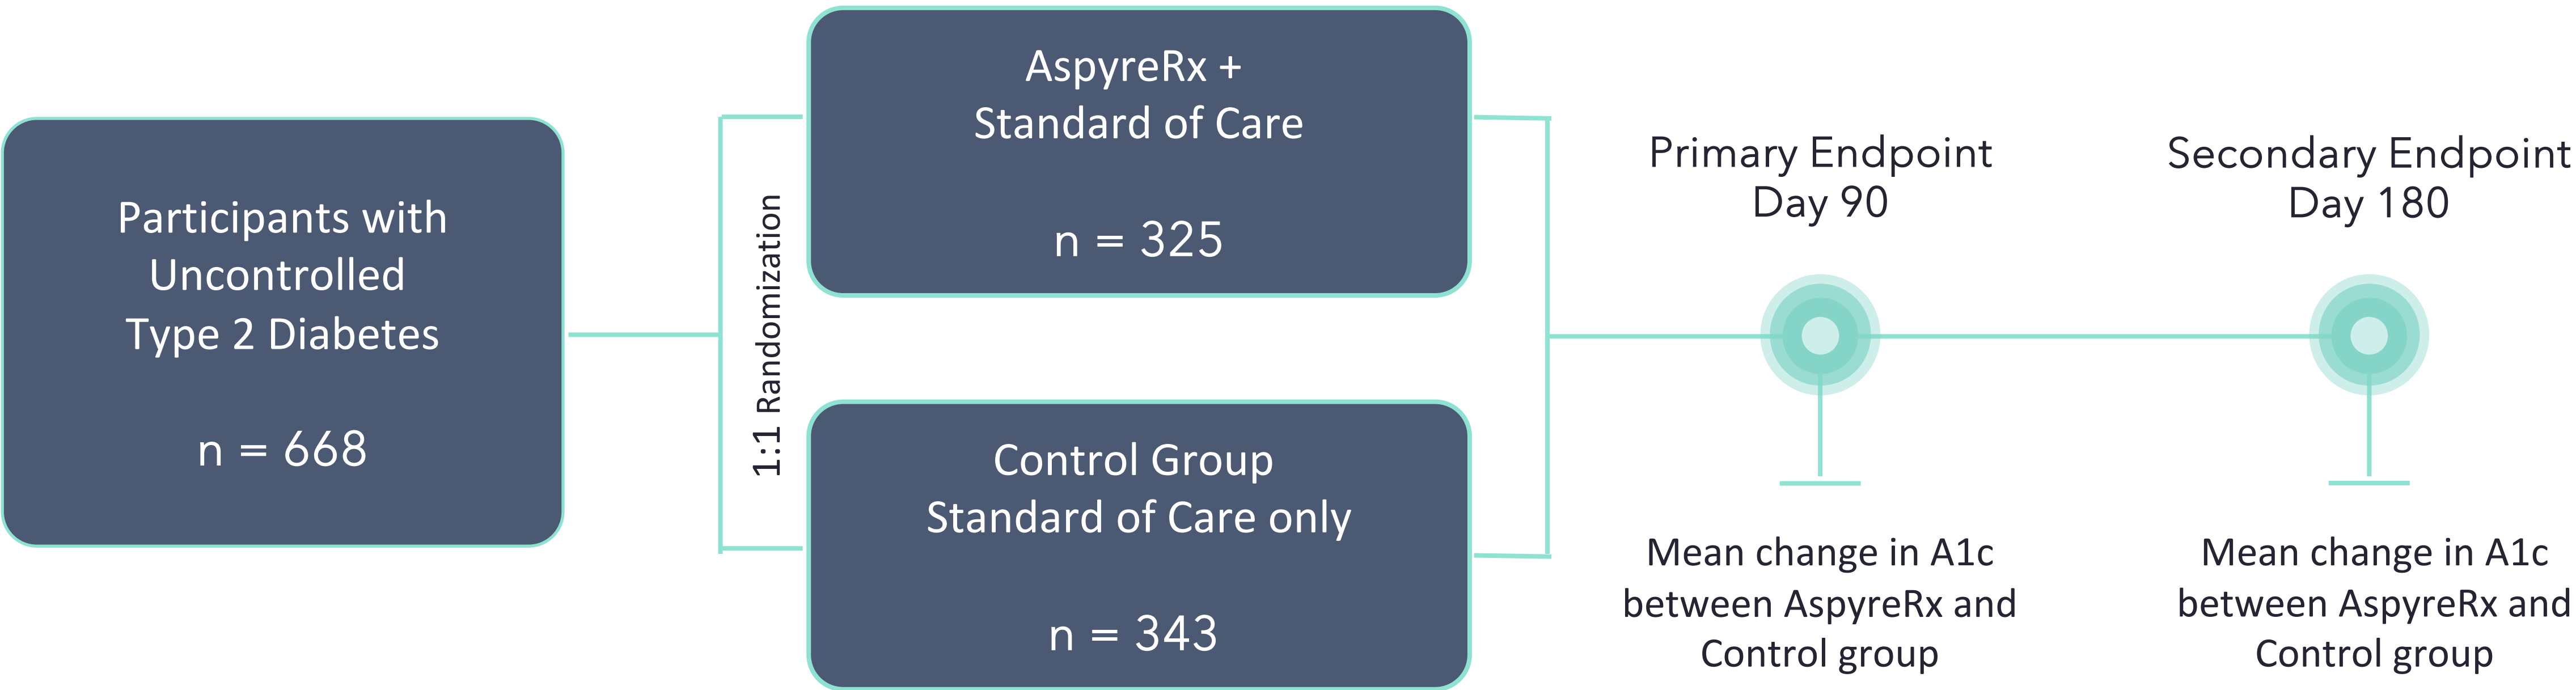 Participants with
Uncontrolled
Type 2 Diabetes
n = 668
1:1 Randomization
AspyreRx +
Standard of Care
n = 325
Control Group
Standard of Care only
n = 343
Primary Endpoint
Day 90
Mean change in A1c
between AspyreRx and
Control group
Secondary Endpoint
Day 180
Mean change in A1c
between AspyreRx and
Control group